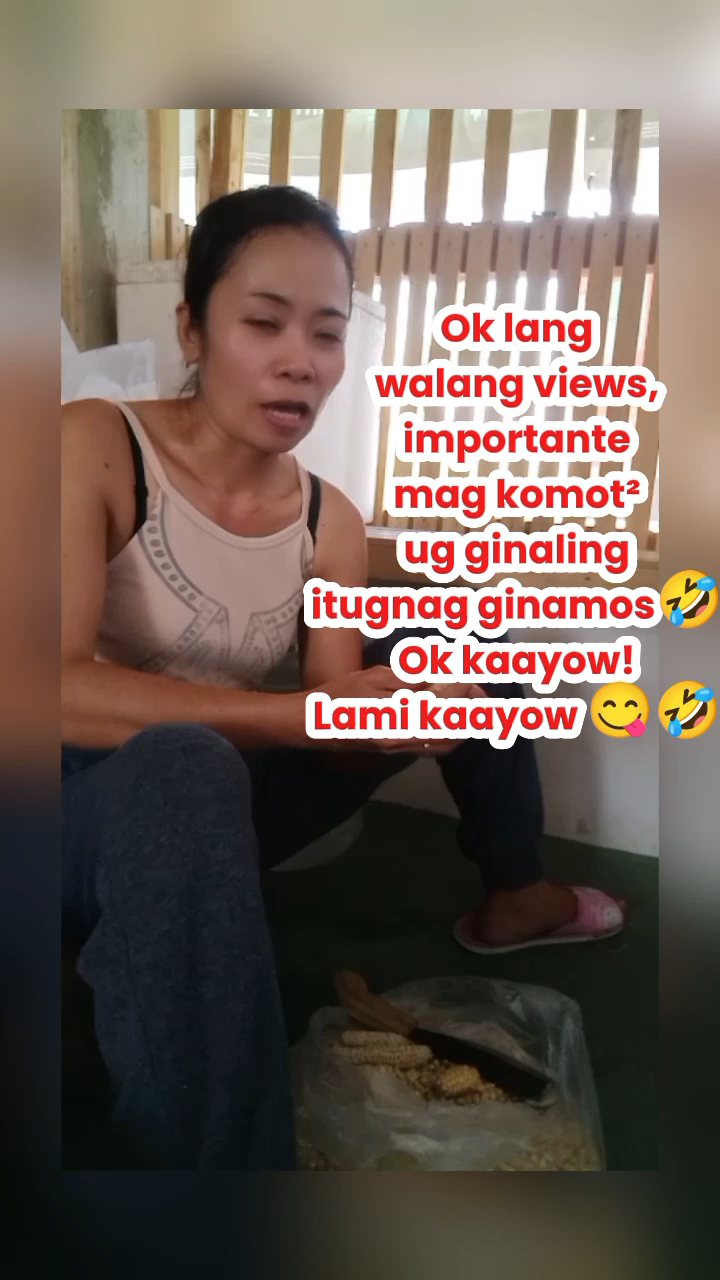 Ok lang
walang views,
importante
mag komot²
ug ginaling
itugnag ginamos🤣
Ok kaayow!
Lami kaayow 😋🤣